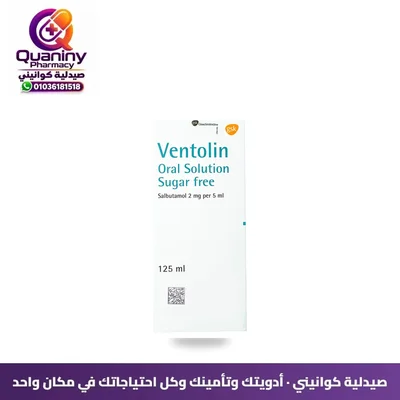 Quaniny
Pharmacy
صيدلية كوانيني
01036181518
gsk
Ventolin
Oral Solution
Sugar free
Salbutamol 2 mg per 5 ml
125 ml
صيدلية كوانيني · أدويتك وتأمينك وكل احتياجاتك في مكان واحد